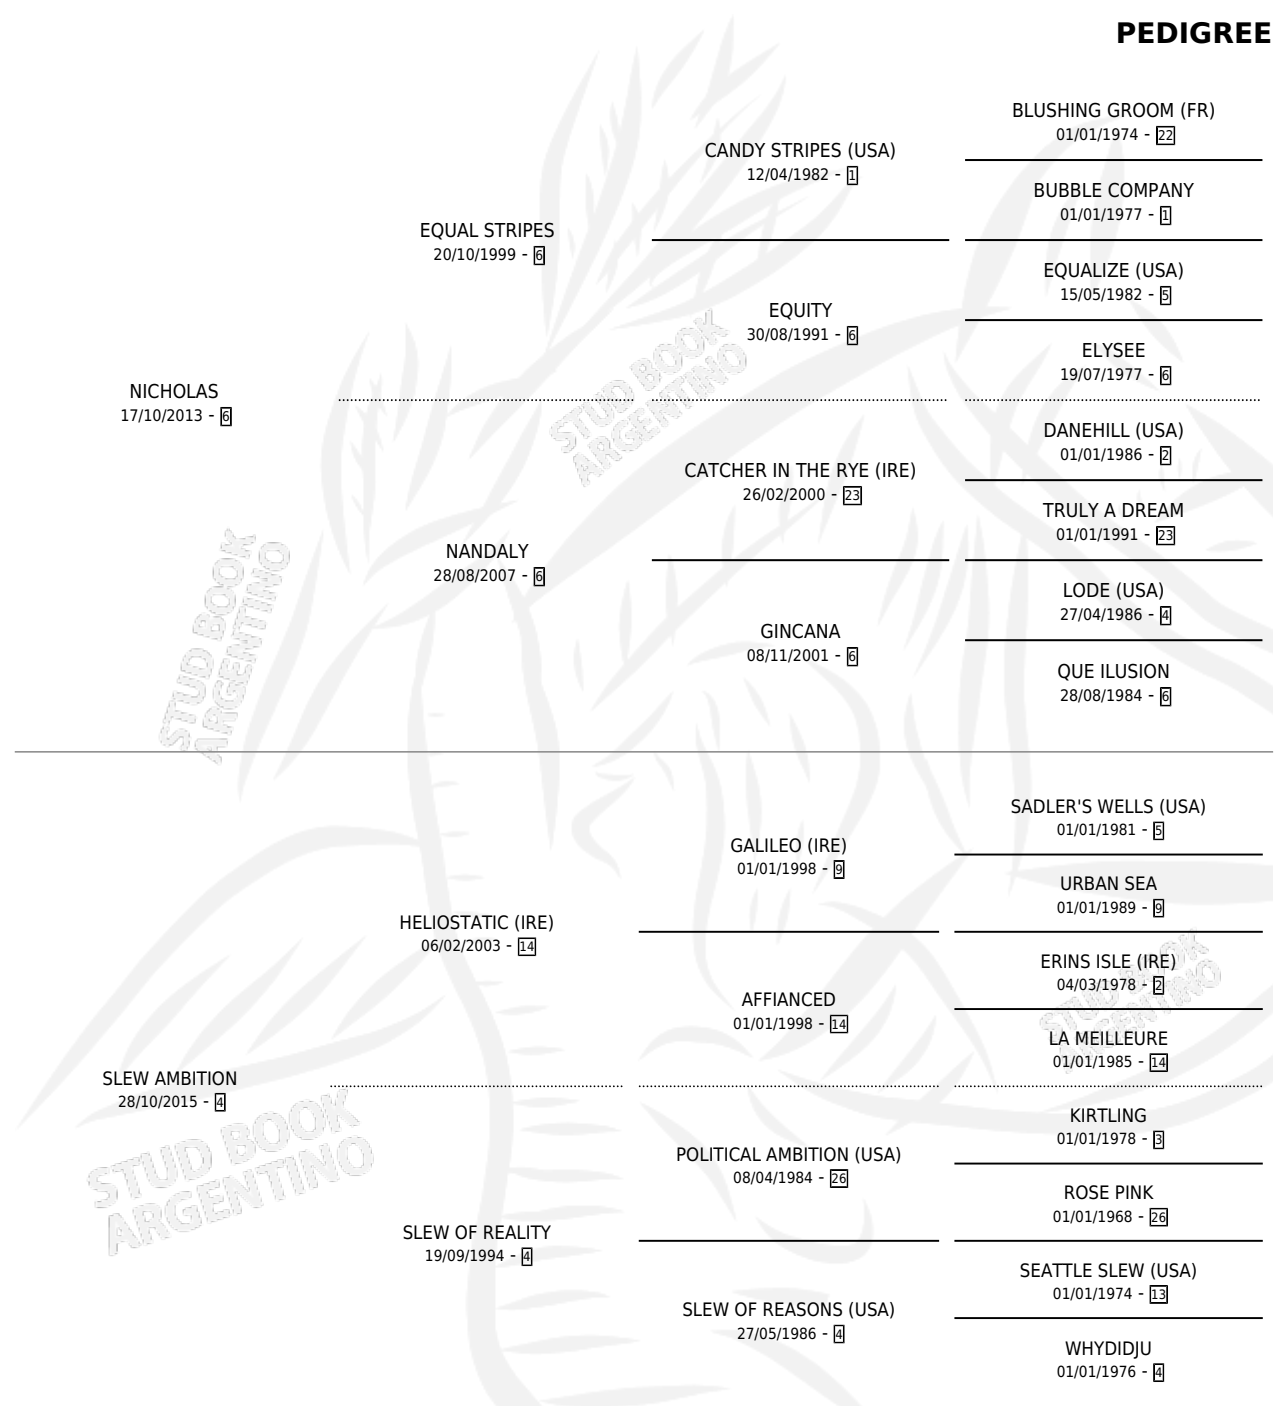 PEDIGREE
BLUSHING GROOM (FR)
01/01/1974 - 22
CANDY STRIPES (USA)
12/04/1982 - 1
BUBBLE COMPANY
01/01/1977 - 1
EQUAL STRIPES
20/10/1999 - 6
EQUALIZE (USA)
15/05/1982 - 5
EQUITY
30/08/1991 - 6
ELYSEE
19/07/1977 - 6
NICHOLAS
17/10/2013 - 6
STUD BOOK
ARGENTINO
DANEHILL (USA)
01/01/1986 - 2
CATCHER IN THE RYE (IRE)
26/02/2000 - 23
TRULY A DREAM
01/01/1991 - 23
NANDALY
28/08/2007 - 6
LODE (USA)
27/04/1986 - 4
GINCANA
08/11/2001 - 6
QUE ILUSION
28/08/1984 - 6
STUD BOOK
ARGENTINO
SADLER'S WELLS (USA)
01/01/1981 - 5
GALILEO (IRE)
01/01/1998 - 9
URBAN SEA
01/01/1989 - 9
HELIOSTATIC (IRE)
06/02/2003 - 14
ERINS ISLE (IRE)
04/03/1978 - 2
STUD BOOK
ARGENTINO
AFFIANCED
01/01/1998 - 14
LA MEILLEURE
01/01/1985 - 14
SLEW AMBITION
28/10/2015 - 4
STUD BOOK
ARGENTINO
KIRTLING
01/01/1978 - 3
POLITICAL AMBITION (USA)
08/04/1984 - 26
ROSE PINK
01/01/1968 - 26
SLEW OF REALITY
19/09/1994 - 4
SEATTLE SLEW (USA)
01/01/1974 - 13
SLEW OF REASONS (USA)
27/05/1986 - 4
WHYDIDJU
01/01/1976 - 4